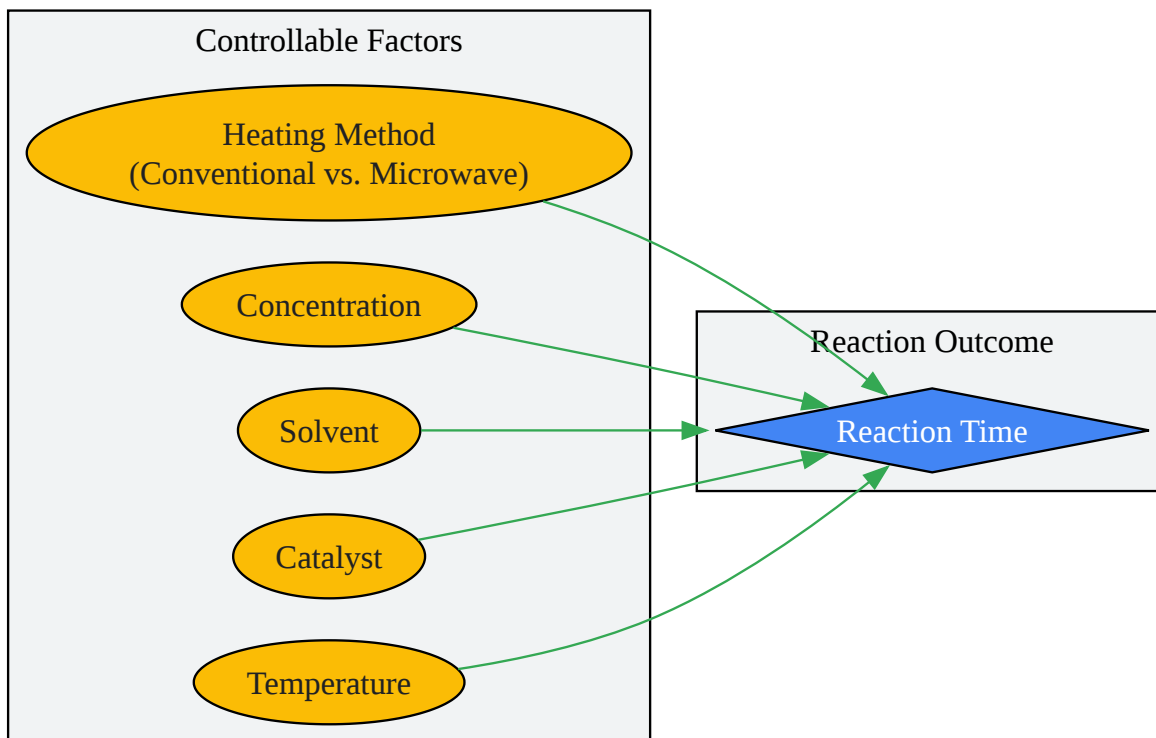 Controllable Factors
Heating Method
(Conventional vs. Microwave)
Concentration
Solvent
Catalyst
Temperature
Reaction Outcome
Reaction Time